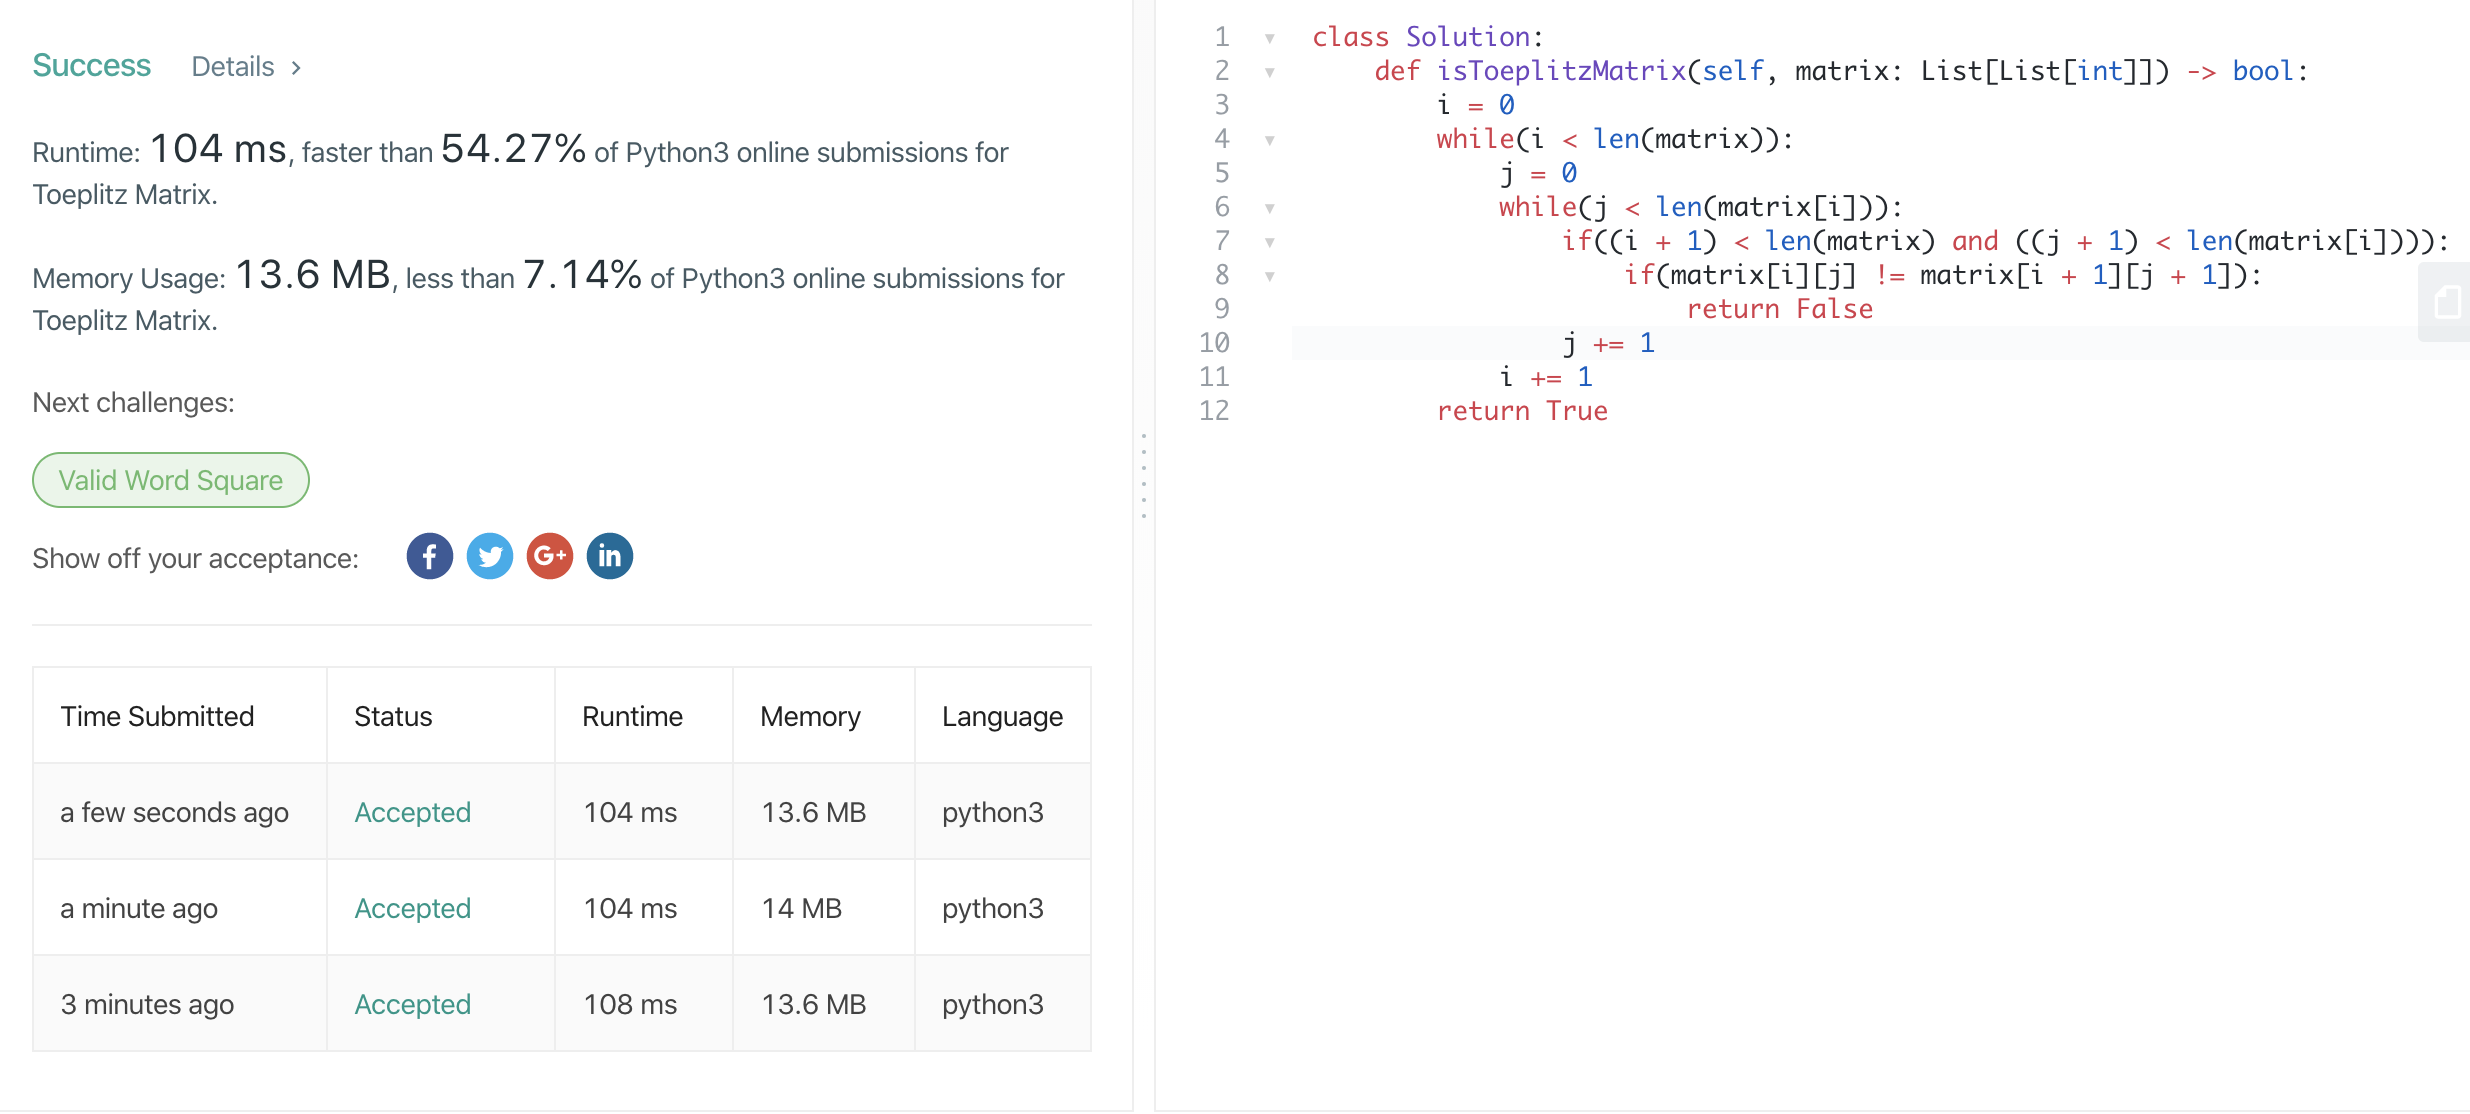 Success Details >
Runtime: 104 ms, faster than 54.27% of Python3 online submissions for
Toeplitz Matrix.
Memory Usage: 13.6 MB, less than 7.14% of Python3 online submissions for
Toeplitz Matrix.
Next challenges:
Valid Word Square
Show off your acceptance: f G+ in
Time Submitted Status Runtime Memory Language
a few seconds ago Accepted 104 ms 13.6 MB python3
a minute ago Accepted 104 ms 14 MB python3
3 minutes ago Accepted 108 ms 13.6 MB python3
1 class Solution:
2     def isToeplitzMatrix(self, matrix: List[List[int]]) -> bool:
3         i = 0
4         while(i < len(matrix)):
5             j = 0
6             while(j < len(matrix[i])):
7                 if((i + 1) < len(matrix) and ((j + 1) < len(matrix[i]))):
8                     if(matrix[i][j] != matrix[i + 1][j + 1]):
9                         return False
10                 j += 1
11             i += 1
12         return True